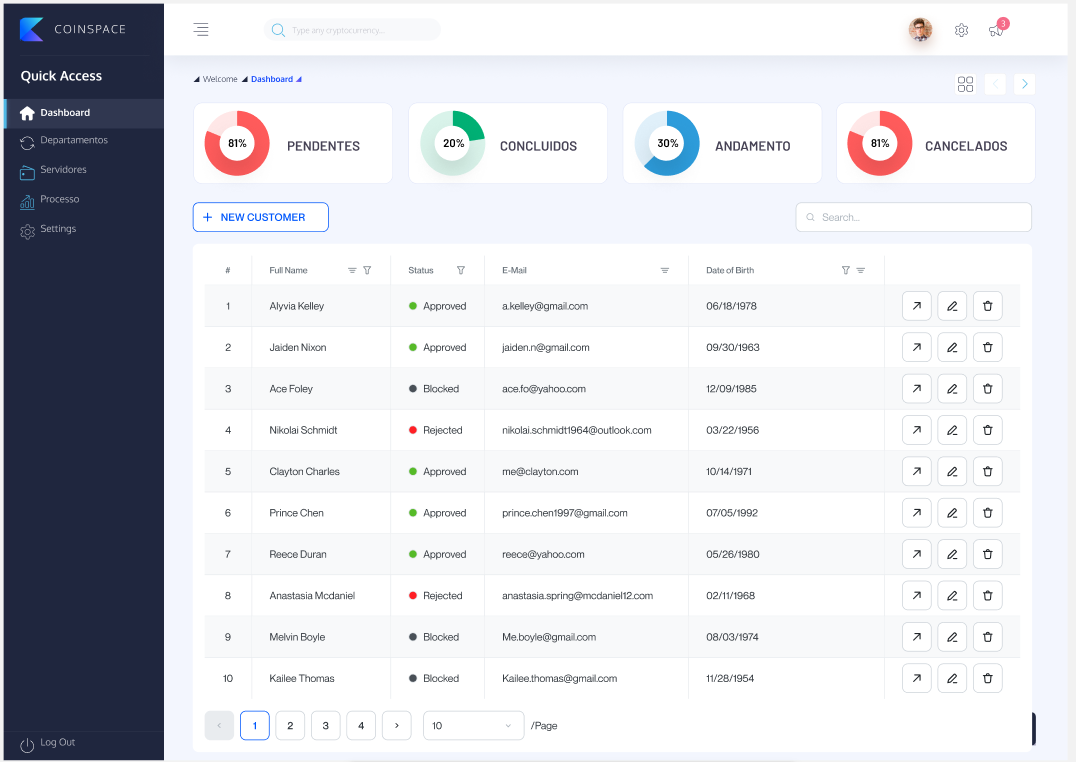 COINSPACE
Type any cryptocurrency...
3
Quick Access
Welcome
Dashboard
Dashboard
Departamentos
Servidores
Processo
Settings
81% PENDENTES
20% CONCLUIDOS
30% ANDAMENTO
81% CANCELADOS
+ NEW CUSTOMER
Search...
# Full Name Status E-Mail Date of Birth
1 Alyvia Kelley Approved a.kelley@gmail.com 06/18/1978
2 Jaiden Nixon Approved jaiden.n@gmail.com 09/30/1963
3 Ace Foley Blocked ace.fo@yahoo.com 12/09/1985
4 Nikolai Schmidt Rejected nikolai.schmidt1964@outlook.com 03/22/1956
5 Clayton Charles Approved me@clayton.com 10/14/1971
6 Prince Chen Approved prince.chen1997@gmail.com 07/05/1992
7 Reece Duran Approved reece@yahoo.com 05/26/1980
8 Anastasia Mcdaniel Rejected anastasia.spring@mcdaniel12.com 02/11/1968
9 Melvin Boyle Blocked Me.boyle@gmail.com 08/03/1974
10 Kailee Thomas Blocked Kailee.thomas@gmail.com 11/28/1954
< 1 2 3 4 > 10 /Page
Log Out